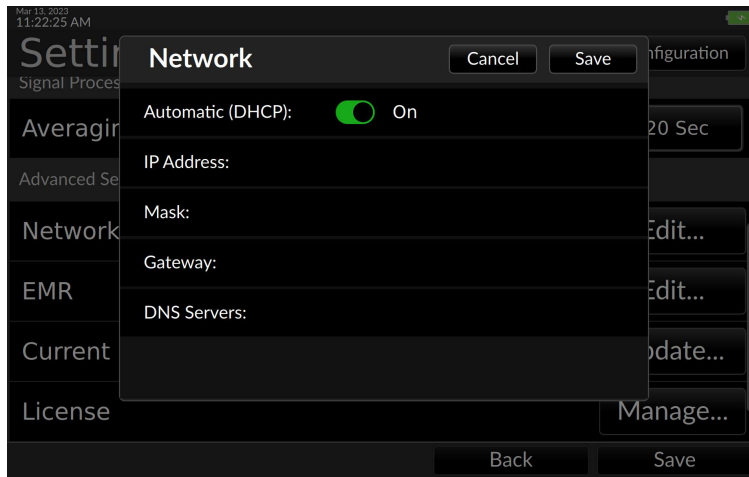 Mar 13, 2023
11:22:25 AM
Settin
nfiguration
Signal Proces
Averagin
20 Sec
Advanced Se
Network
Edit...
EMR
Edit...
Current
pdate...
License
Manage...
Back
Save
Network
Cancel
Save
Automatic (DHCP):
On
IP Address:
Mask:
Gateway:
DNS Servers: